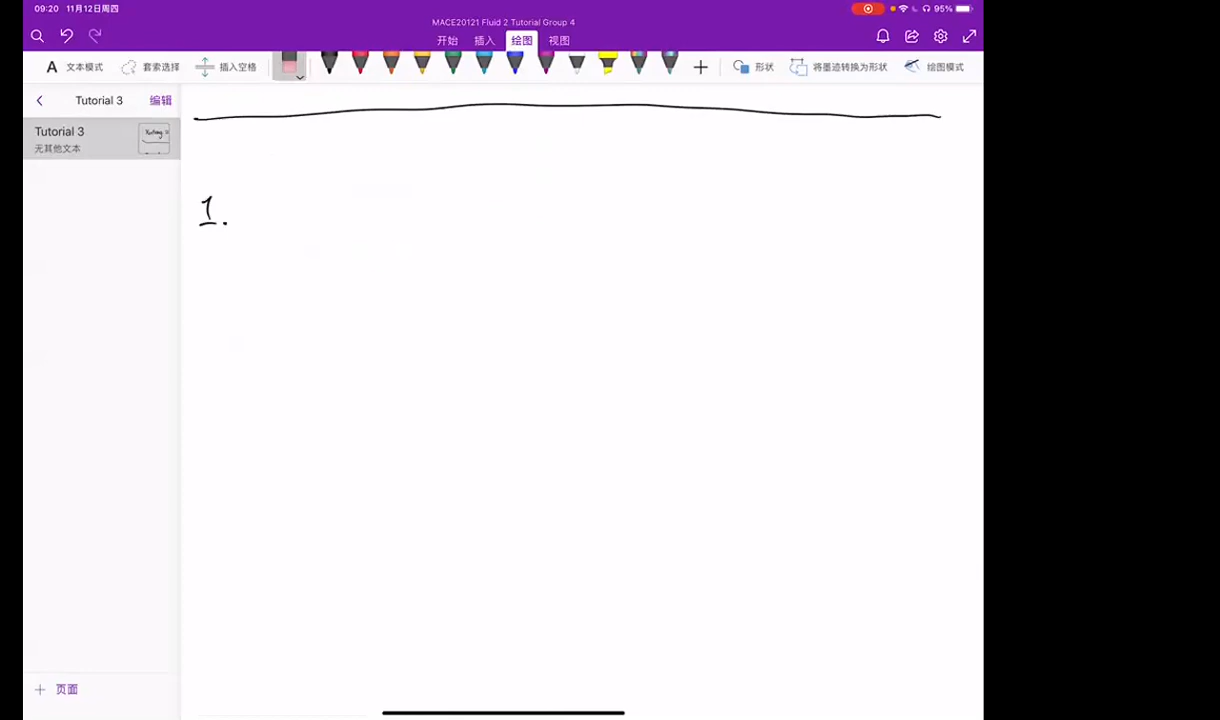 09:20 11月12日周四
95%
MACE20121 Fluid 2 Tutorial Group 4
开始 插入 绘图 视图
A 文本模式 套索选择 插入空格 形状 将墨迹转换为形状 绘图模式
Tutorial 3 编辑
Tutorial 3
无其他文本
1.
页面